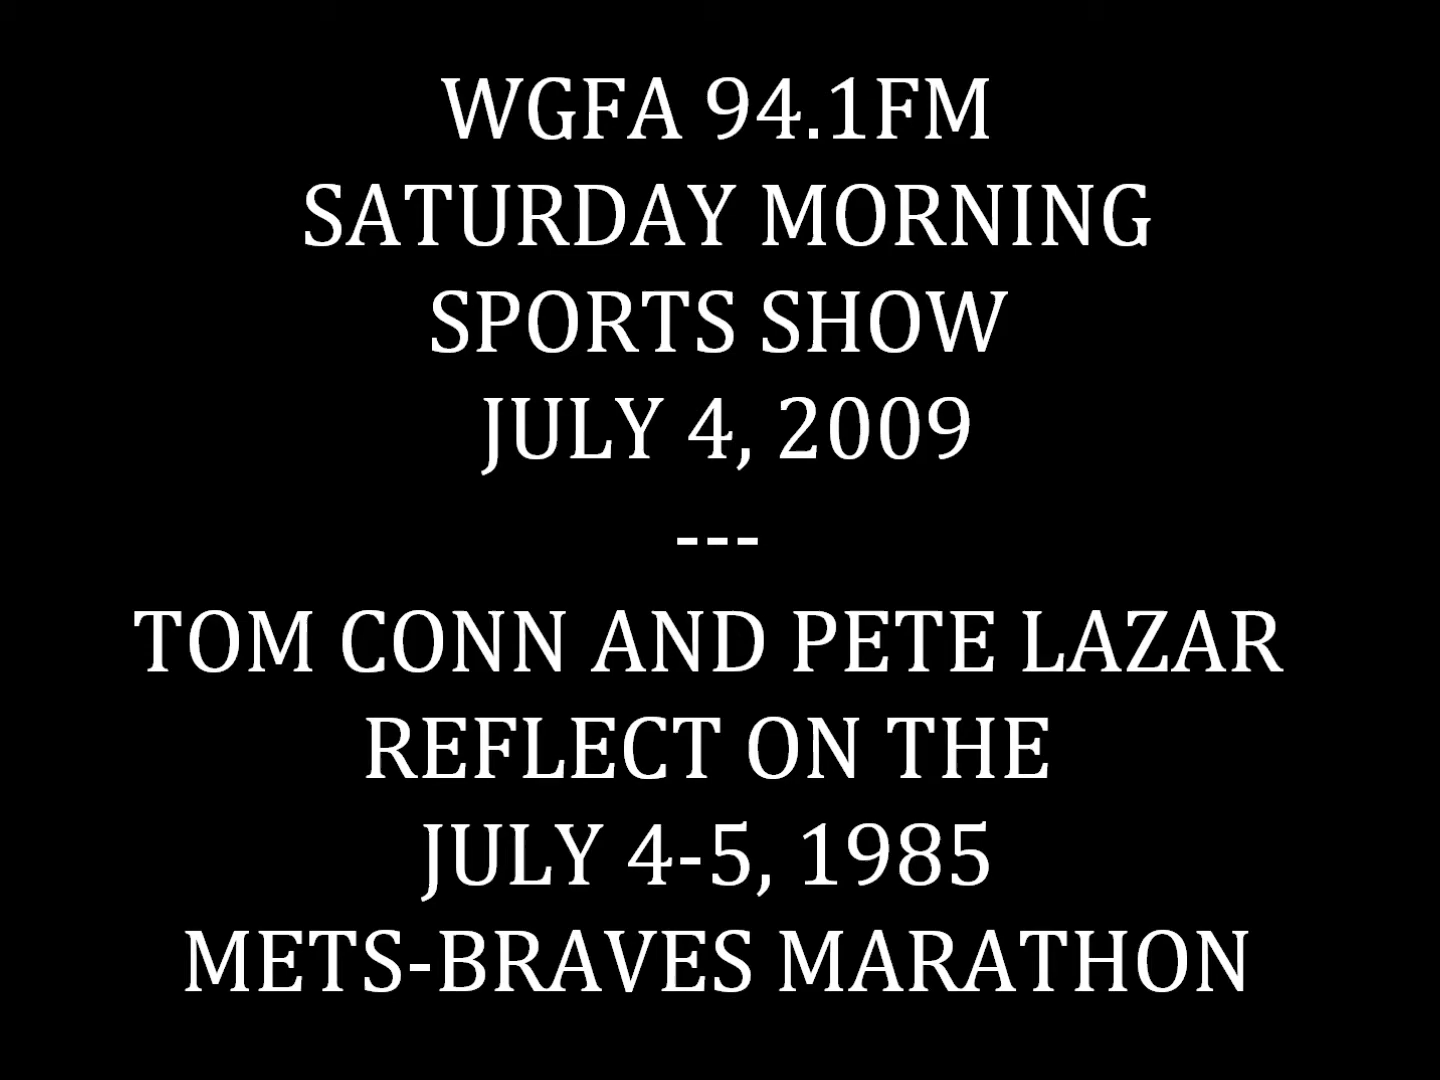 WGFA 94.1FM
SATURDAY MORNING
SPORTS SHOW
JULY 4, 2009
---
TOM CONN AND PETE LAZAR
REFLECT ON THE
JULY 4-5, 1985
METS-BRAVES MARATHON